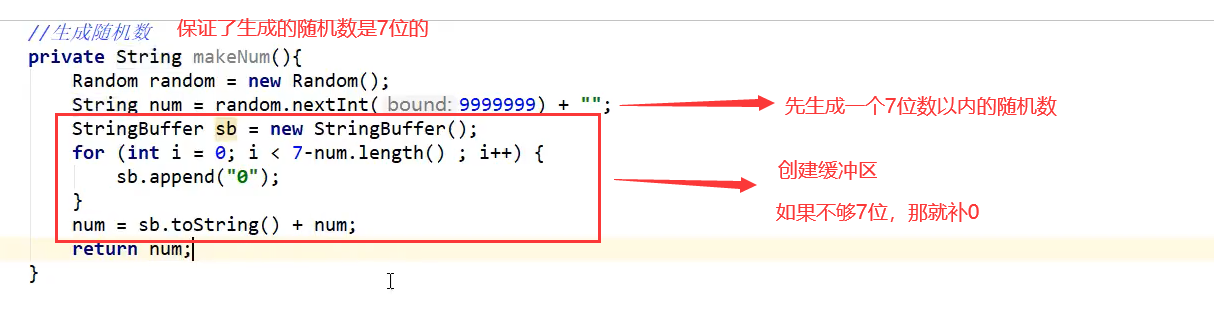 //生成随机数 保证了生成的随机数是7位的
private String makeNum(){
Random random = new Random();
String num = random.nextInt( bound: 9999999) + ""; 先生成一个7位数以内的随机数
StringBuffer sb = new StringBuffer();
for (int i = 0; i < 7-num.length() ; i++) {
sb.append("0"); 创建缓冲区
}
如果不够7位，那就补0
num = sb.toString() + num;
return num;
}